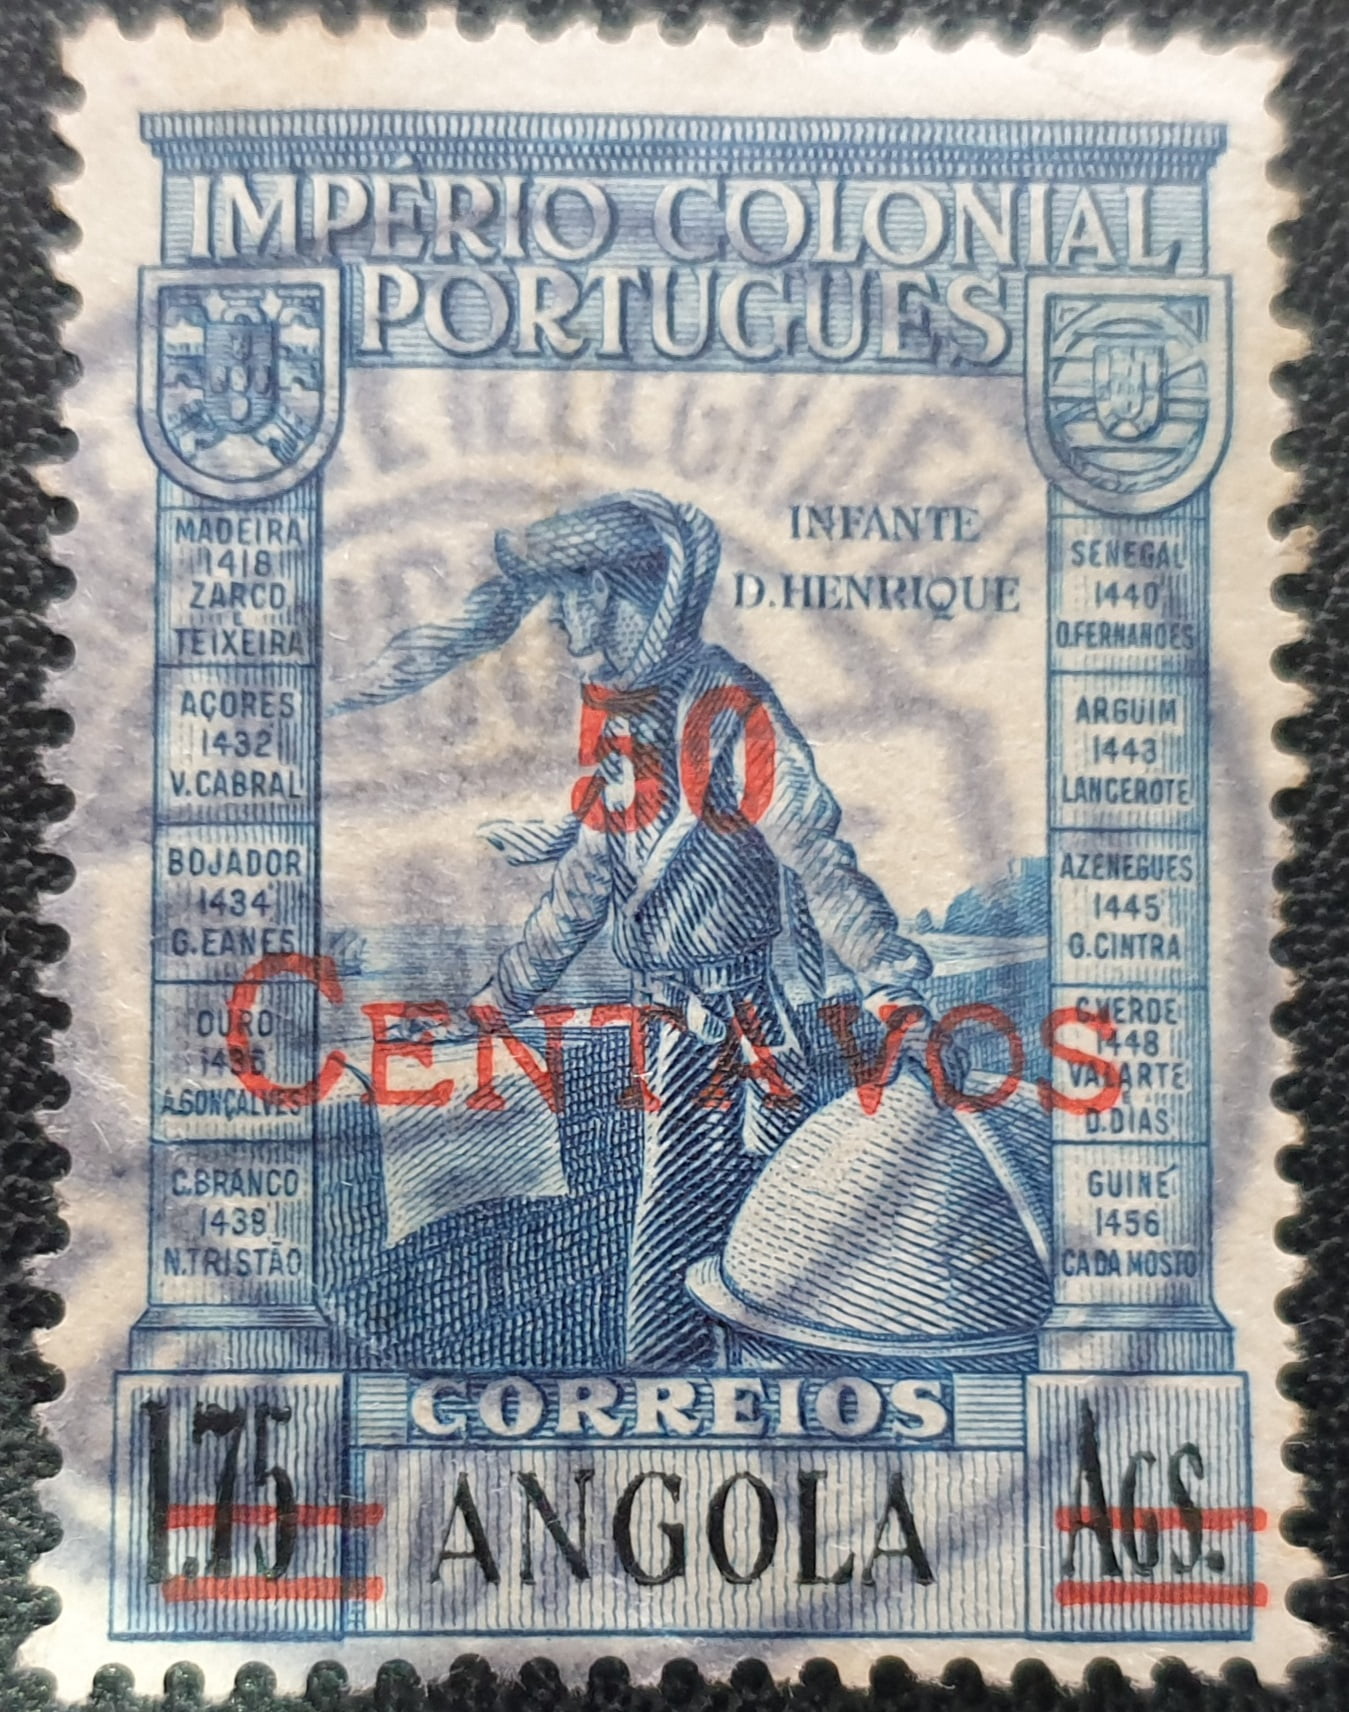 IMPÉRIO COLONIAL
PORTUGUES
INFANTE
D. HENRIQUE
MADEIRA
1418
ZARCO
E
TEIXEIRA
AÇORES
1432
V. CABRAL
BOJADOR
1434
G. EANES
OURO
1436
A. GONÇALVES
C. BRANCO
1439
N. TRISTÃO
SENEGAL
1440
D. FERNANDES
ARGUIM
1443
LANCEROTE
AZENEGUES
1445
G. CINTRA
C. VERDE
1448
VALARTE
E
D. DIAS
GUINÉ
1456
CADAMOSTO
50
CENTAVOS
CORREIOS
1.75 ANGOLA AGS.